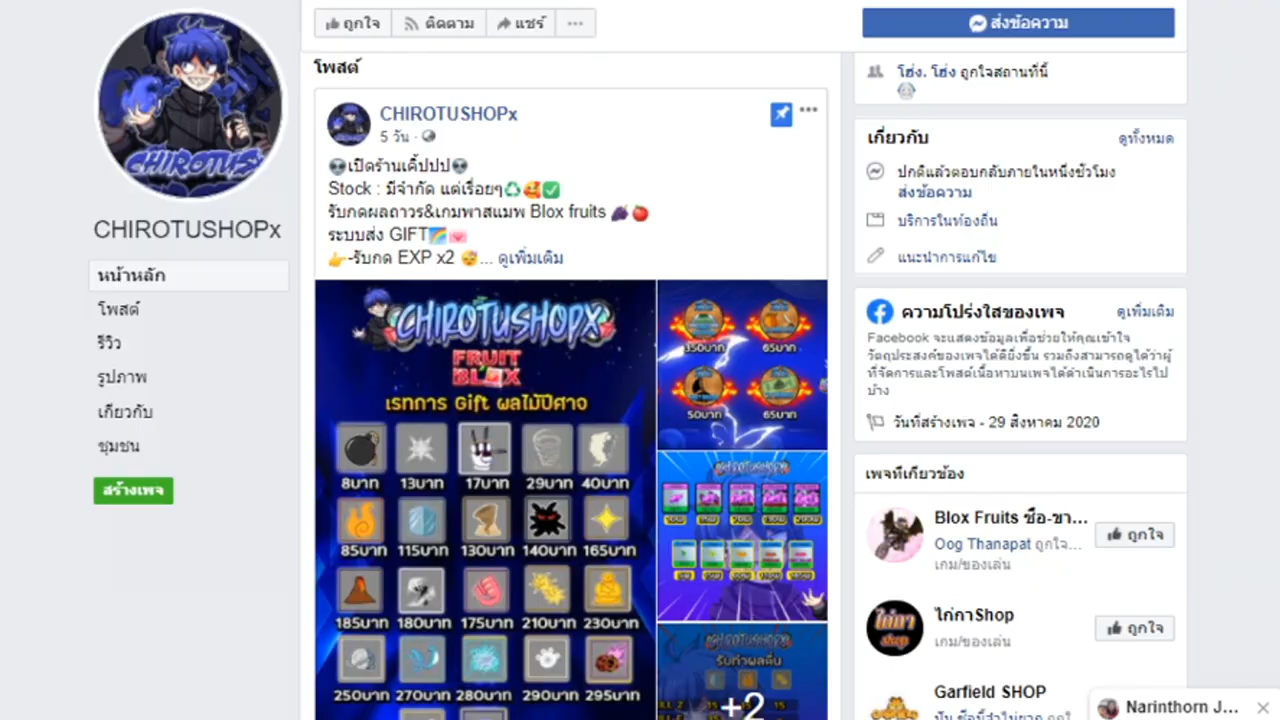 ถูกใจ
ติดตาม
แชร์
ส่งข้อความ
CHIROTUS
CHIROTUSHOPx
หน้าหลัก
โพสต์
รีวิว
รูปภาพ
เกี่ยวกับ
ชุมชน
สร้างเพจ
โพสต์
CHIROTUSHOPx
5 วัน
เปิดร้านเค้ปปป
Stock : มีจำกัด แต่เรื่อยๆ
รับกดผลถาวร&เกมพาสแมพ Blox fruits
ระบบส่ง GIFT
-รับกด EXP x2 ... ดูเพิ่มเติม
CHIROTUSHOPX
FRUIT
BLOX
เรทการ Gift ผลไม้ปีศาจ
8บาท 13บาท 17บาท 29บาท 40บาท
85บาท 115บาท 130บาท 140บาท 165บาท
185บาท 180บาท 175บาท 210บาท 230บาท
250บาท 270บาท 280บาท 290บาท 295บาท
350บาท 65บาท
50บาท 65บาท
CHIROTUSHOPX
CHIROTUSHOPX
รับทำผลตื่น
+2
โฮ่ง. โฮ่ง ถูกใจสถานที่นี้
เกี่ยวกับ
ดูทั้งหมด
ปกติแล้วตอบกลับภายในหนึ่งชั่วโมง
ส่งข้อความ
บริการในท้องถิ่น
แนะนำการแก้ไข
ความโปร่งใสของเพจ
ดูเพิ่มเติม
Facebook จะแสดงข้อมูลเพื่อช่วยให้คุณเข้าใจ
วัตถุประสงค์ของเพจได้ดียิ่งขึ้น รวมถึงสามารถดูได้ว่าผู้
ที่จัดการและโพสต์เนื้อหาบนเพจได้ดำเนินการอะไรไป
บ้าง
วันที่สร้างเพจ - 29 สิงหาคม 2020
เพจที่เกี่ยวข้อง
Blox Fruits ซื้อ-ขา...
Oog Thanapat ถูกใจ...
เกม/ของเล่น
ถูกใจ
ไก่กา shop
ไก่กาShop
เกม/ของเล่น
ถูกใจ
Garfield SHOP
Narinthorn J...